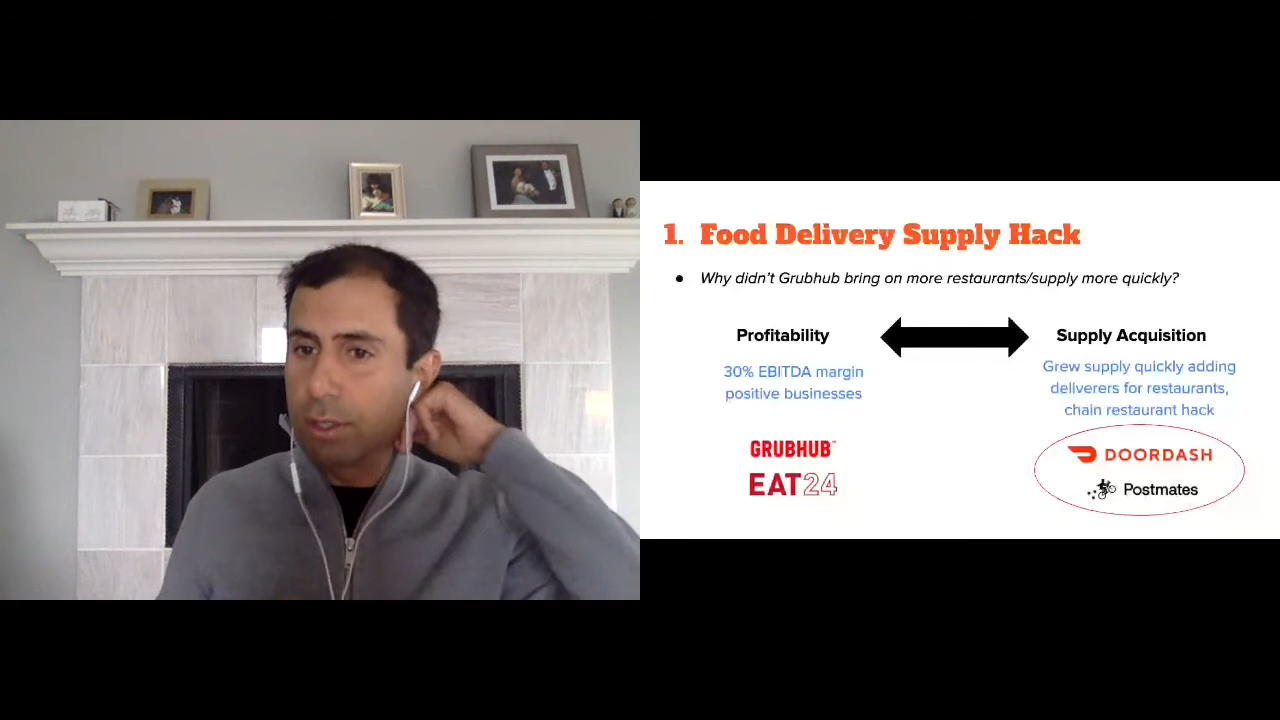 1. Food Delivery Supply Hack
● Why didn't Grubhub bring on more restaurants/supply more quickly?
Profitability
30% EBITDA margin
positive businesses
GRUBHUB™
EAT24
Supply Acquisition
Grew supply quickly adding
deliverers for restaurants,
chain restaurant hack
DOORDASH
Postmates